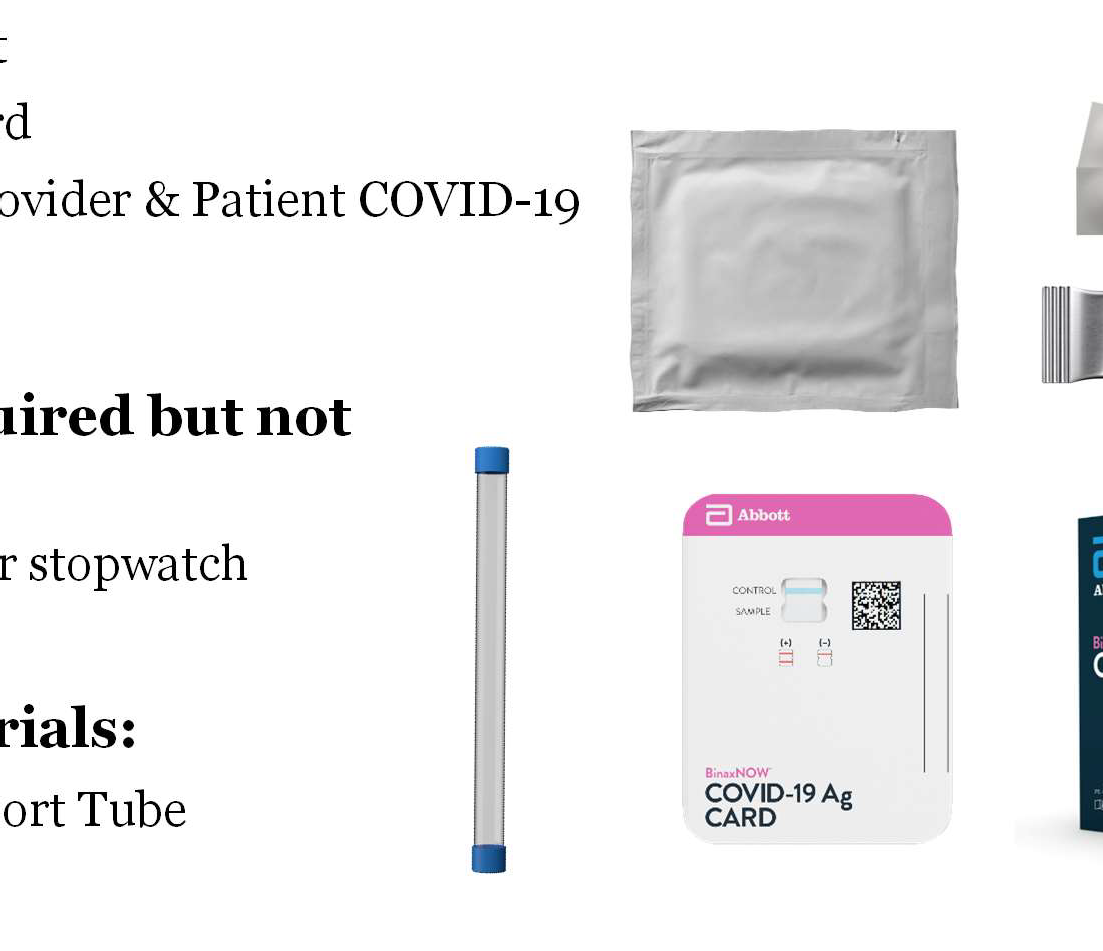 t
rd
ovider & Patient COVID-19
uired but not
r stopwatch
rials:
ort Tube
Abbott
CONTROL
SAMPLE
(+) (-)
BinaxNOW™
COVID-19 Ag
CARD